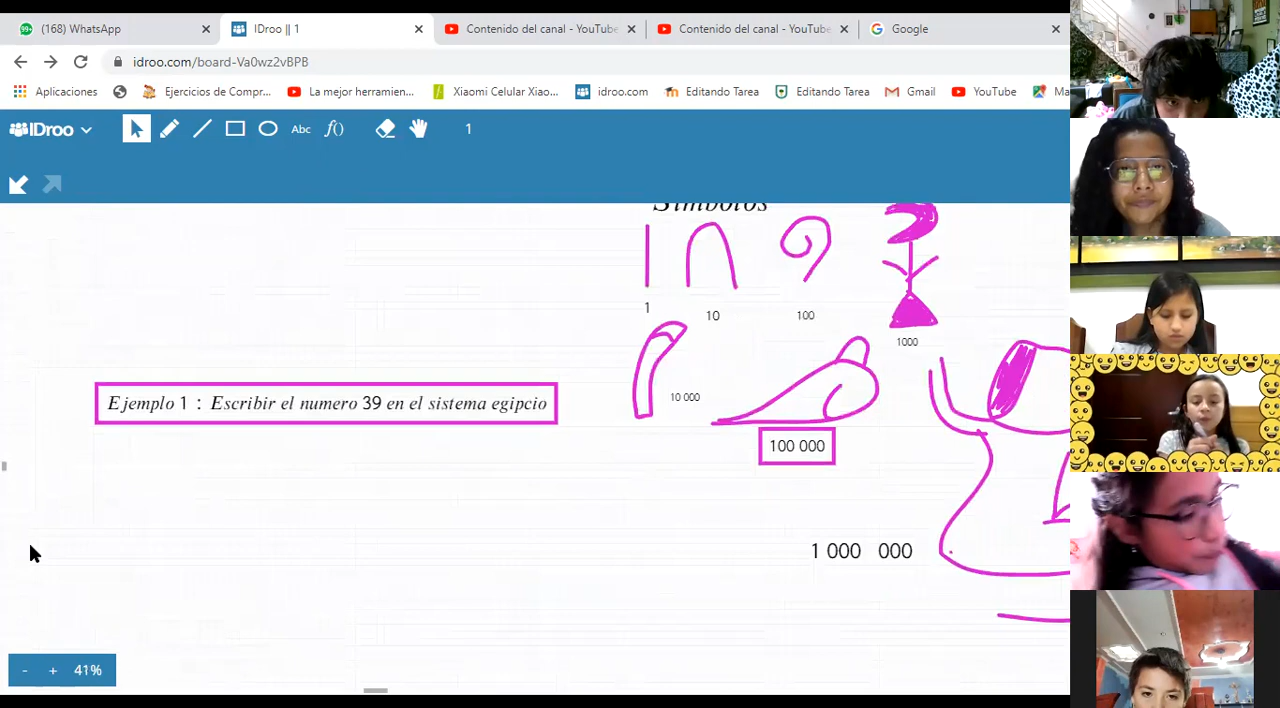 (168) WhatsApp
IDroo || 1
Contenido del canal - YouTube
Contenido del canal - YouTube
Google
idroo.com/board-Va0wz2vBPB
Aplicaciones
Ejercicios de Compr...
La mejor herramien...
Xiaomi Celular Xiao...
idroo.com
Editando Tarea
Editando Tarea
Gmail
YouTube
Ma
IDroo
Abc
f()
1
Símbolos
1
10
100
1000
10 000
Ejemplo 1 : Escribir el numero 39 en el sistema egipcio
100 000
1 000 000
- + 41%